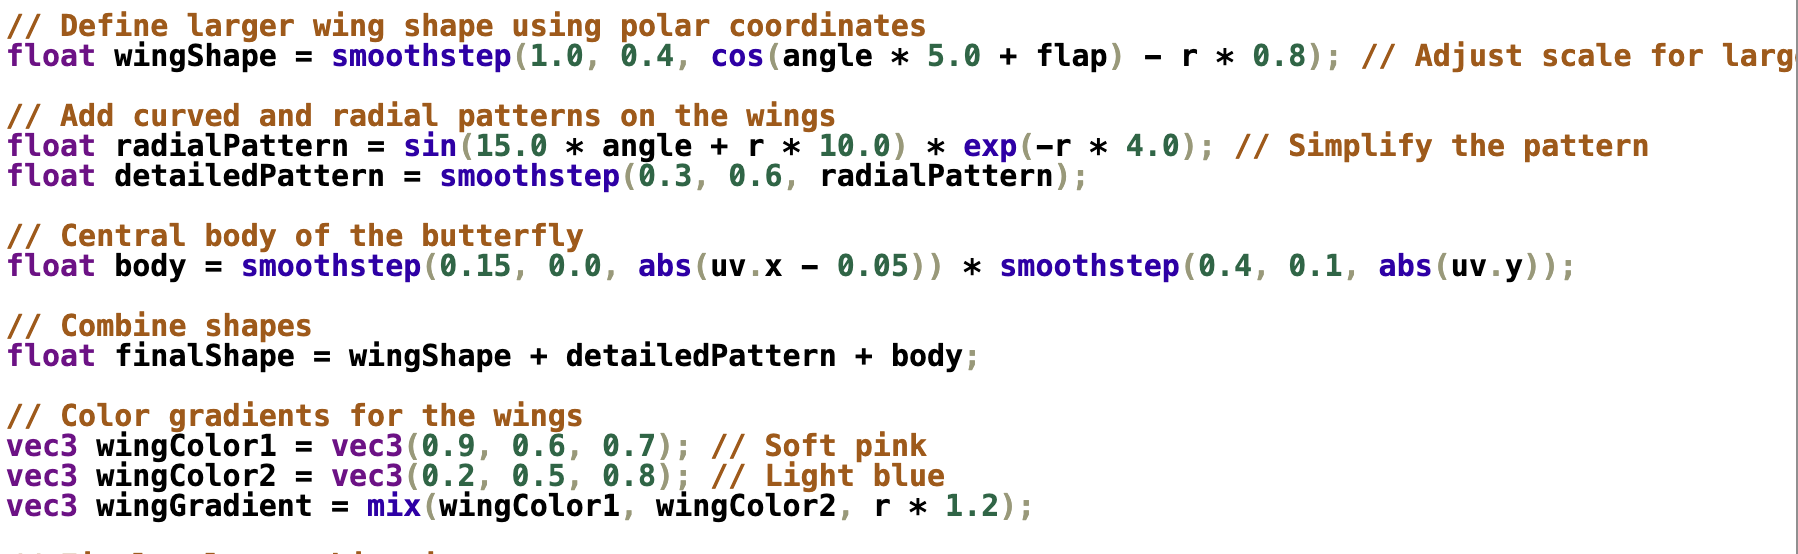 // Define larger wing shape using polar coordinates
float wingShape = smoothstep(1.0, 0.4, cos(angle * 5.0 + flap) - r * 0.8); // Adjust scale for larg
// Add curved and radial patterns on the wings
float radialPattern = sin(15.0 * angle + r * 10.0) * exp(-r * 4.0); // Simplify the pattern
float detailedPattern = smoothstep(0.3, 0.6, radialPattern);
// Central body of the butterfly
float body = smoothstep(0.15, 0.0, abs(uv.x - 0.05)) * smoothstep(0.4, 0.1, abs(uv.y));
// Combine shapes
float finalShape = wingShape + detailedPattern + body;
// Color gradients for the wings
vec3 wingColor1 = vec3(0.9, 0.6, 0.7); // Soft pink
vec3 wingColor2 = vec3(0.2, 0.5, 0.8); // Light blue
vec3 wingGradient = mix(wingColor1, wingColor2, r * 1.2);